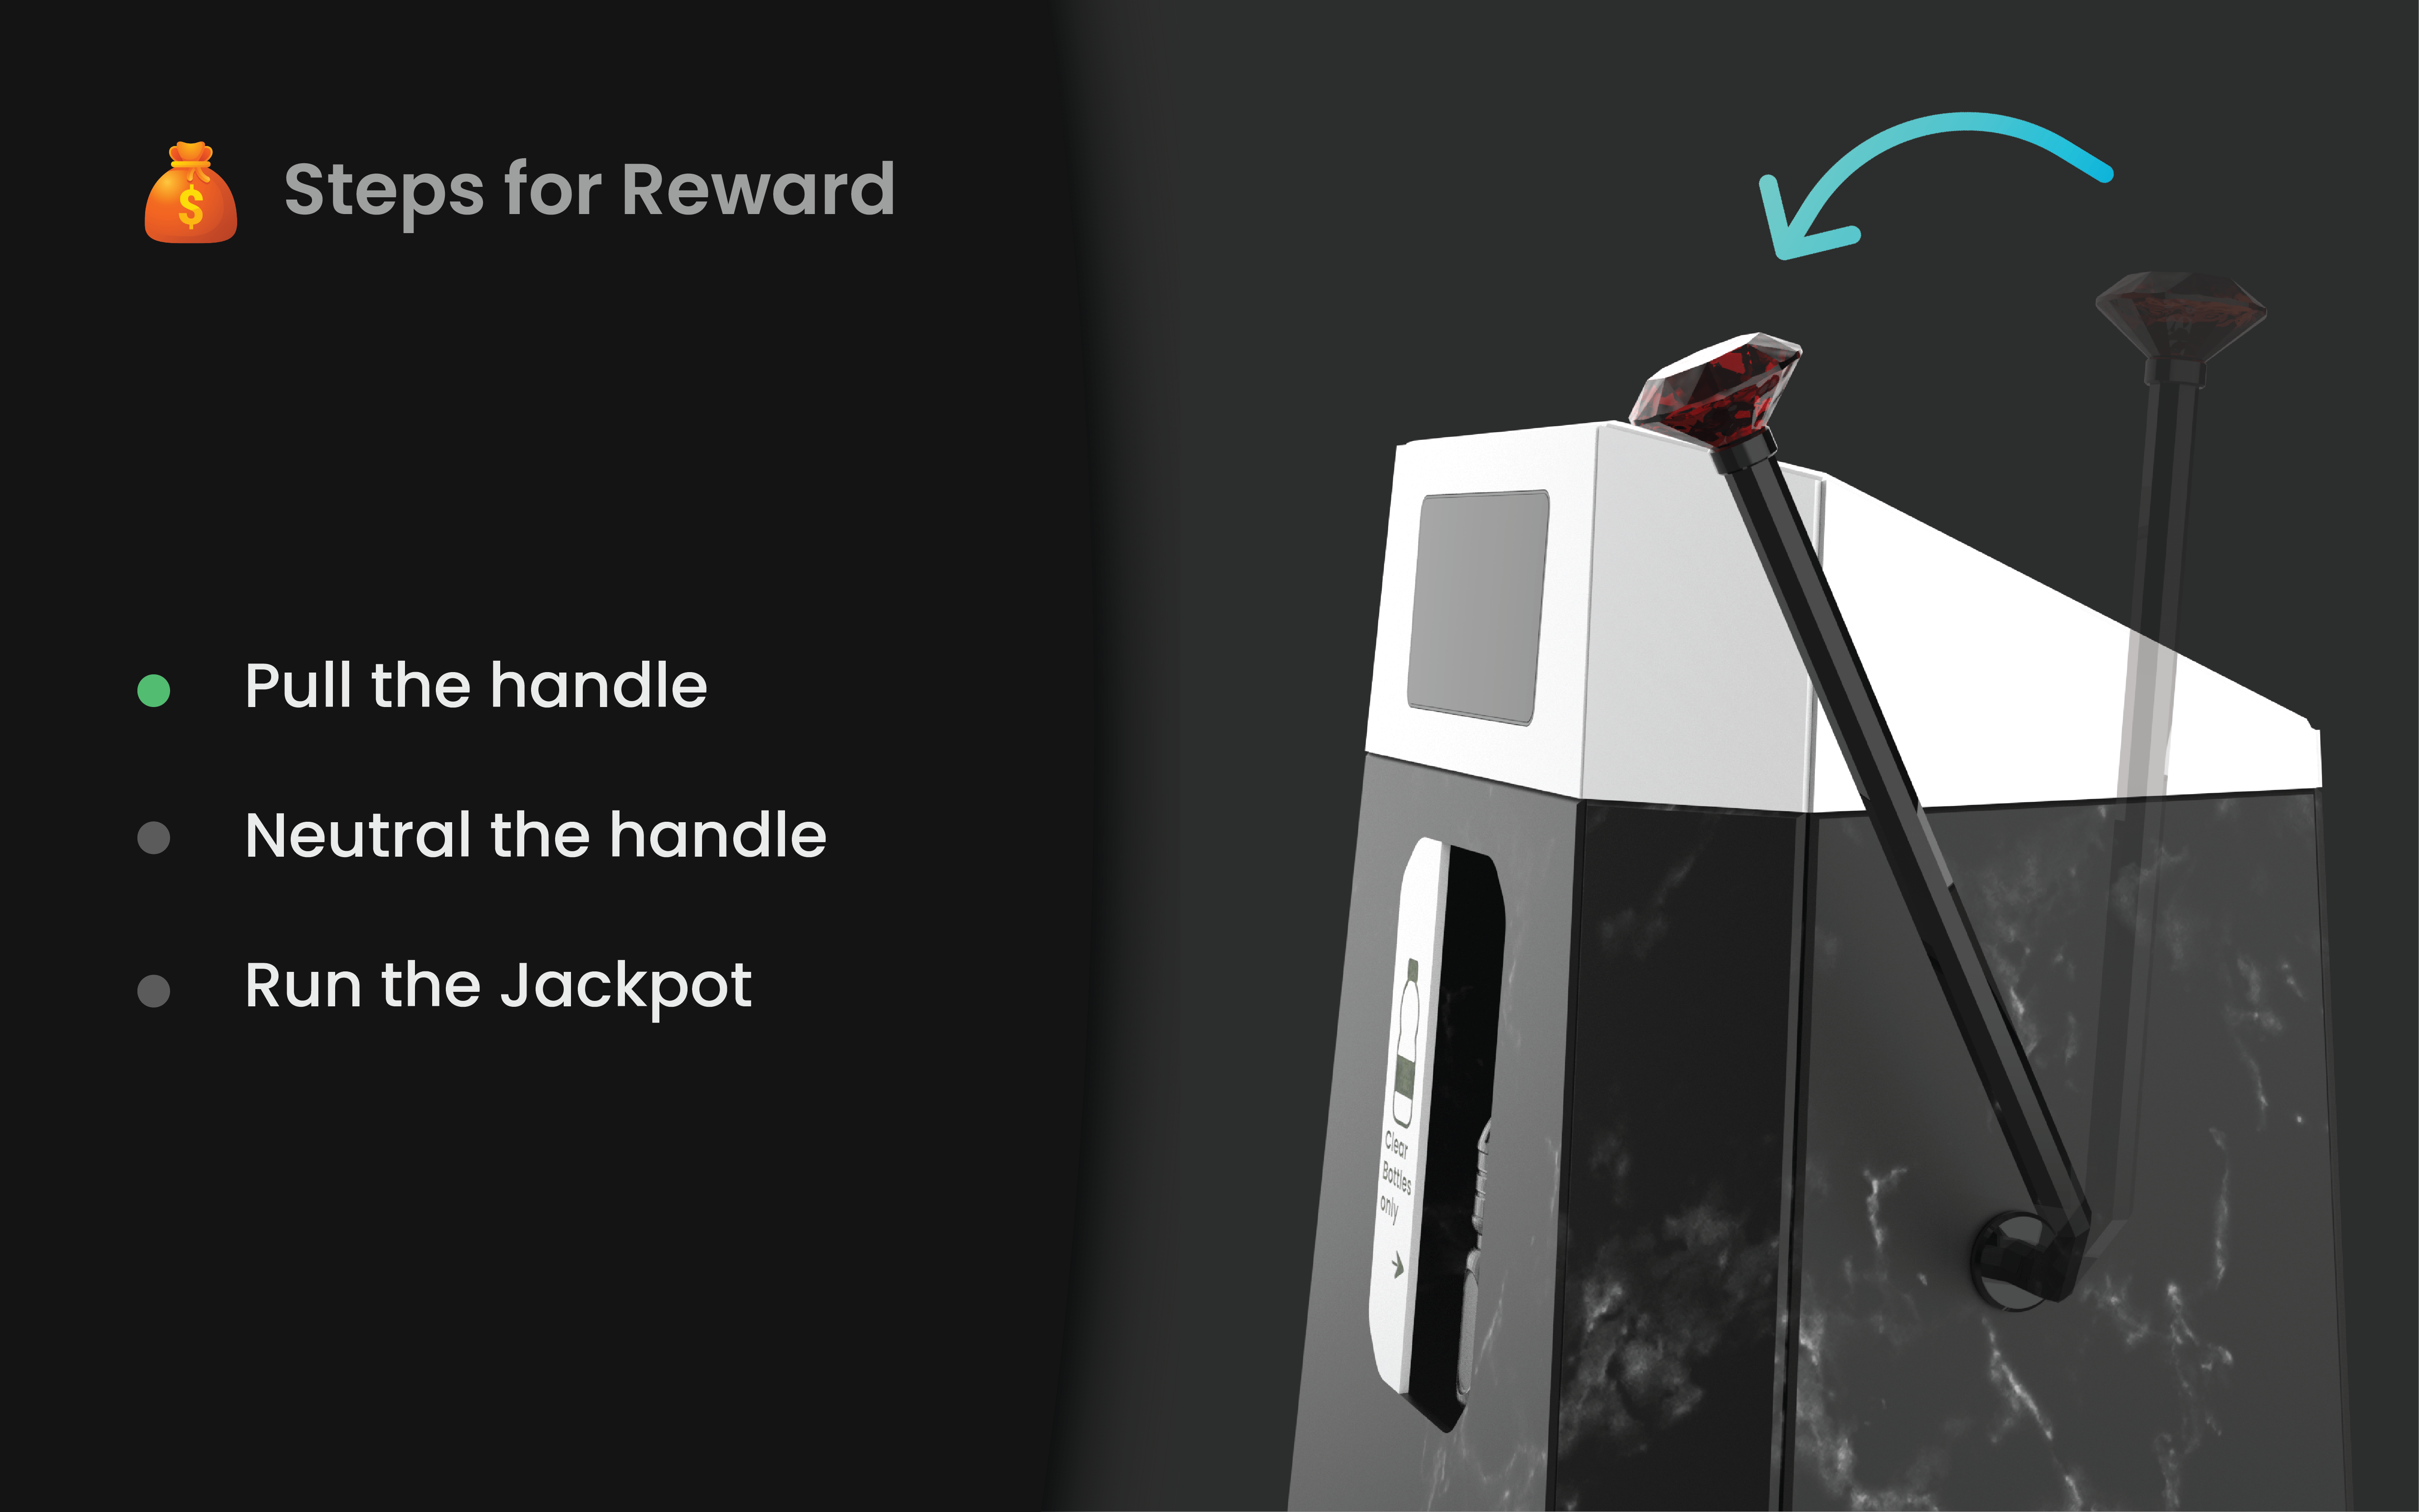 $
Steps for Reward
Pull the handle
Neutral the handle
Run the Jackpot
Clear
Bottles
only